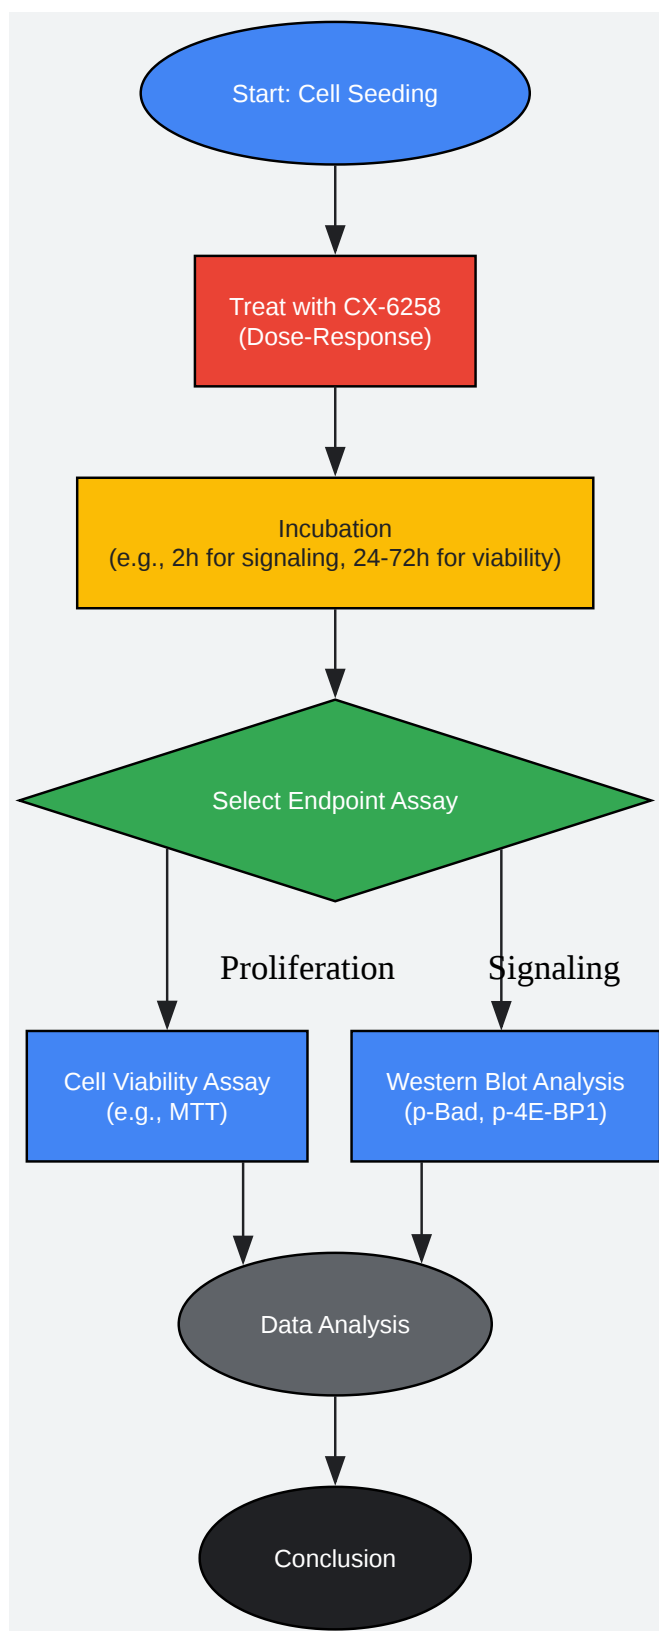 Start: Cell Seeding
Treat with CX-6258
(Dose-Response)
Incubation
(e.g., 2h for signaling, 24-72h for viability)
Select Endpoint Assay
Proliferation
Signaling
Cell Viability Assay
(e.g., MTT)
Western Blot Analysis
(p-Bad, p-4E-BP1)
Data Analysis
Conclusion